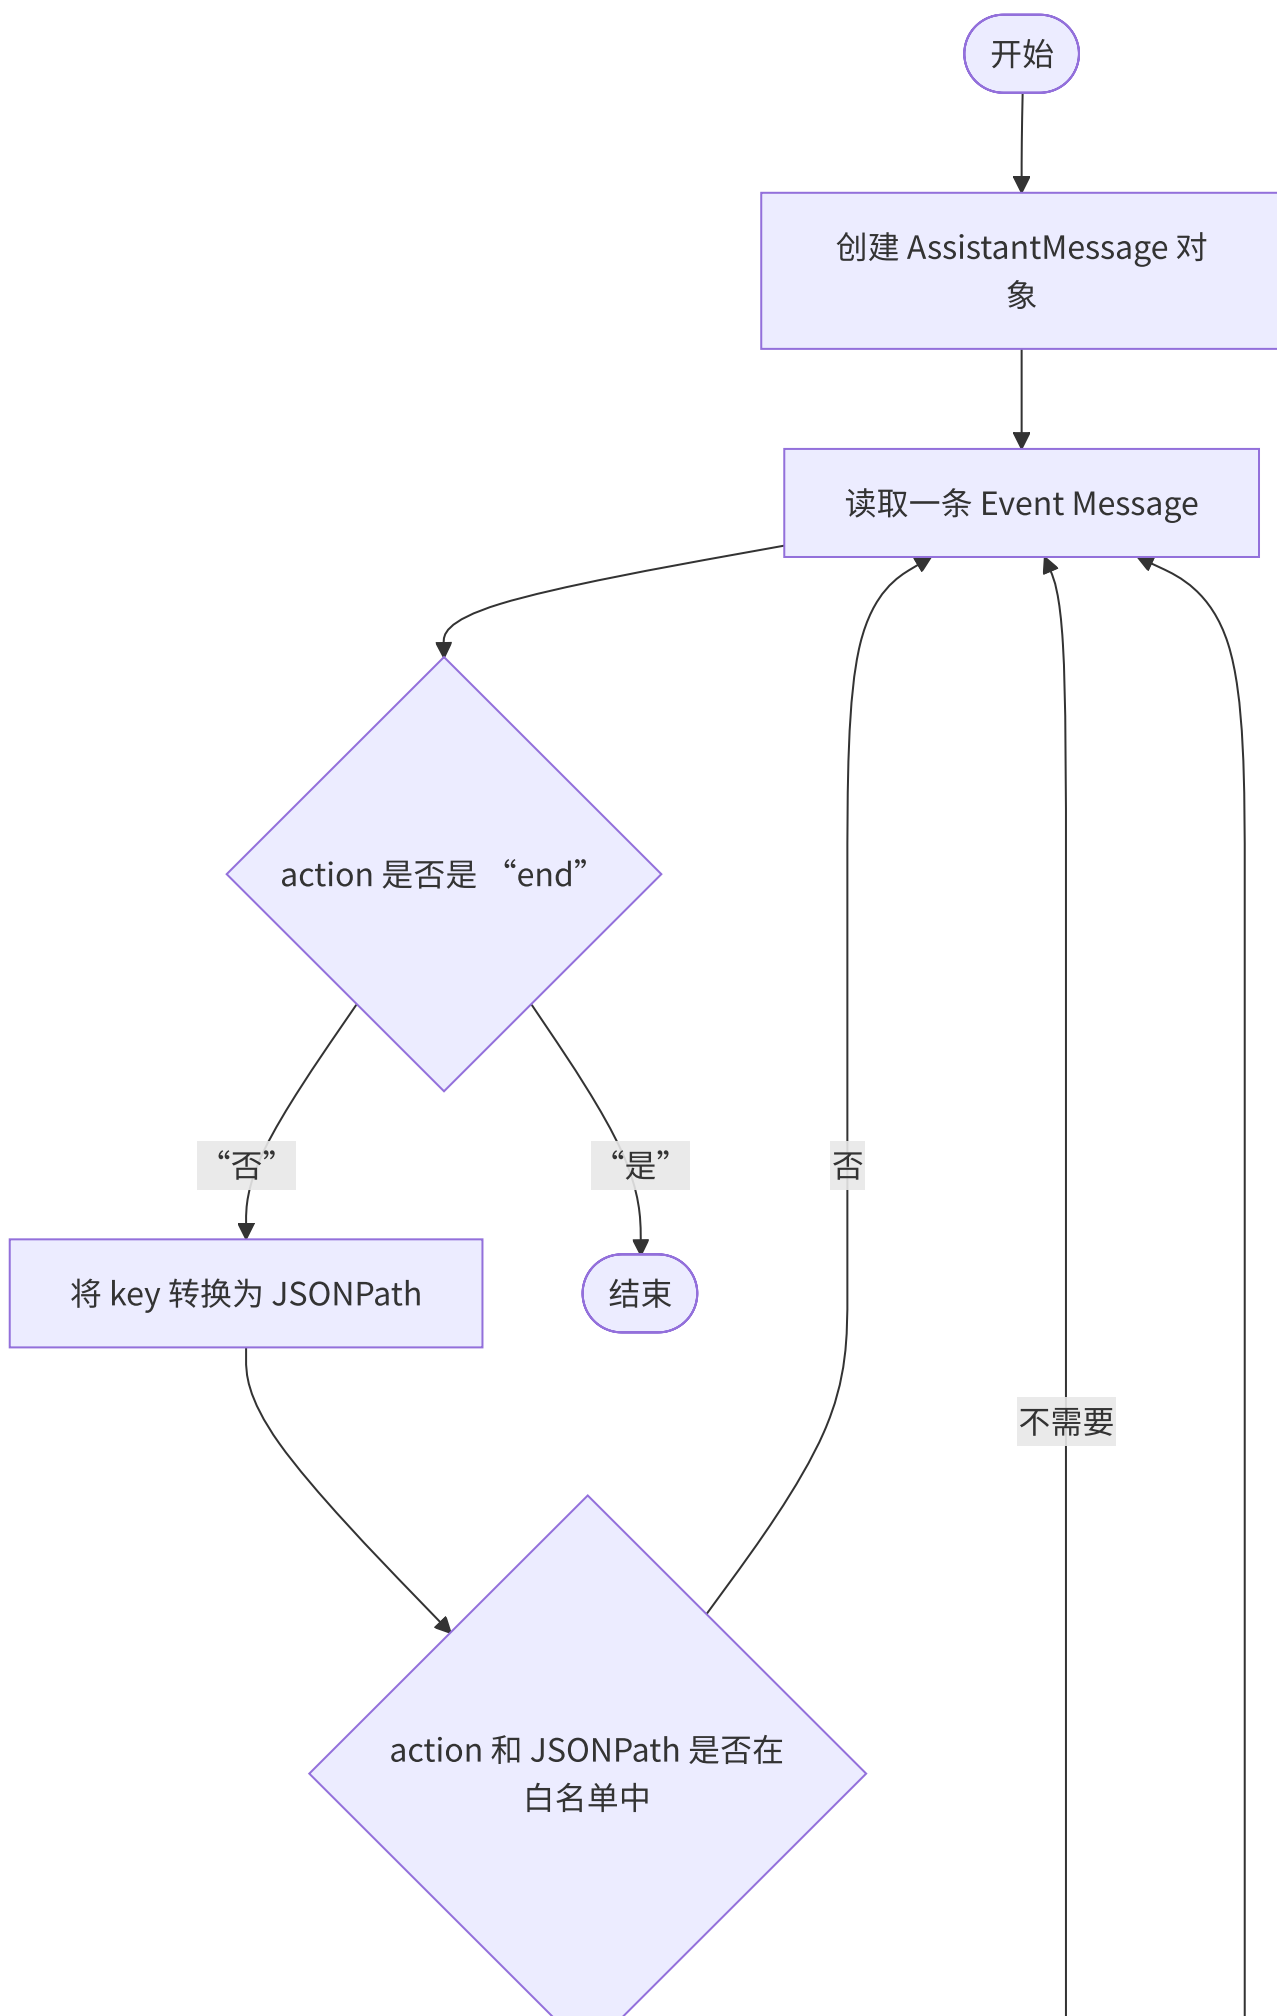 开始
创建 AssistantMessage 对
象
读取一条 Event Message
action 是否是 “end”
“否”
“是”
否
将 key 转换为 JSONPath
结束
不需要
action 和 JSONPath 是否在
白名单中